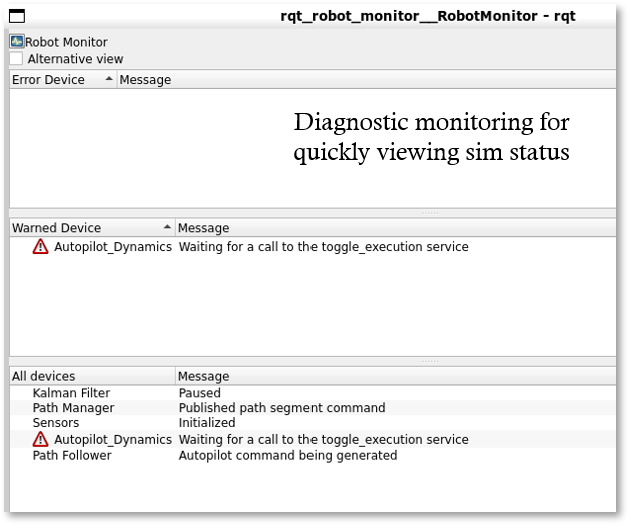 rqt_robot_monitor__RobotMonitor - rqt
Robot Monitor
Alternative view
Error Device Message
Diagnostic monitoring for
quickly viewing sim status
Warned Device Message
Autopilot_Dynamics Waiting for a call to the toggle_execution service
All devices Message
Kalman Filter Paused
Path Manager Published path segment command
Sensors Initialized
Autopilot_Dynamics Waiting for a call to the toggle_execution service
Path Follower Autopilot command being generated